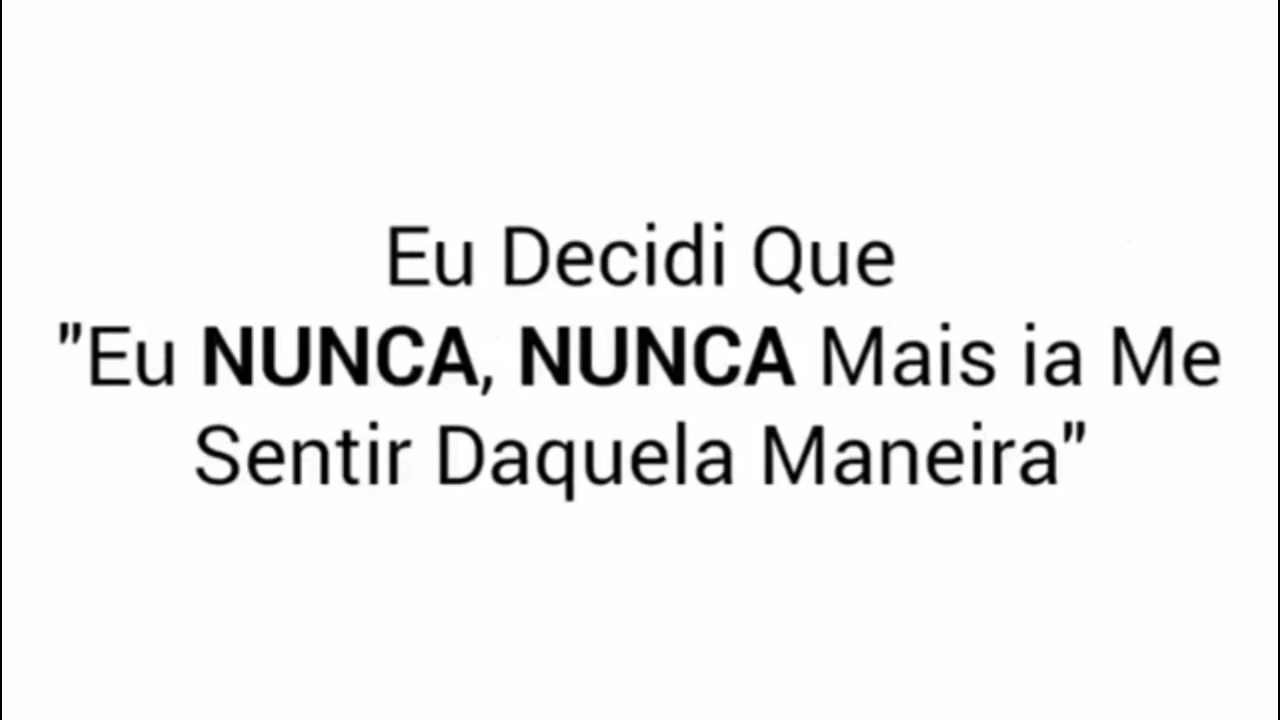 Eu Decidi Que
"Eu NUNCA, NUNCA Mais ia Me
Sentir Daquela Maneira"